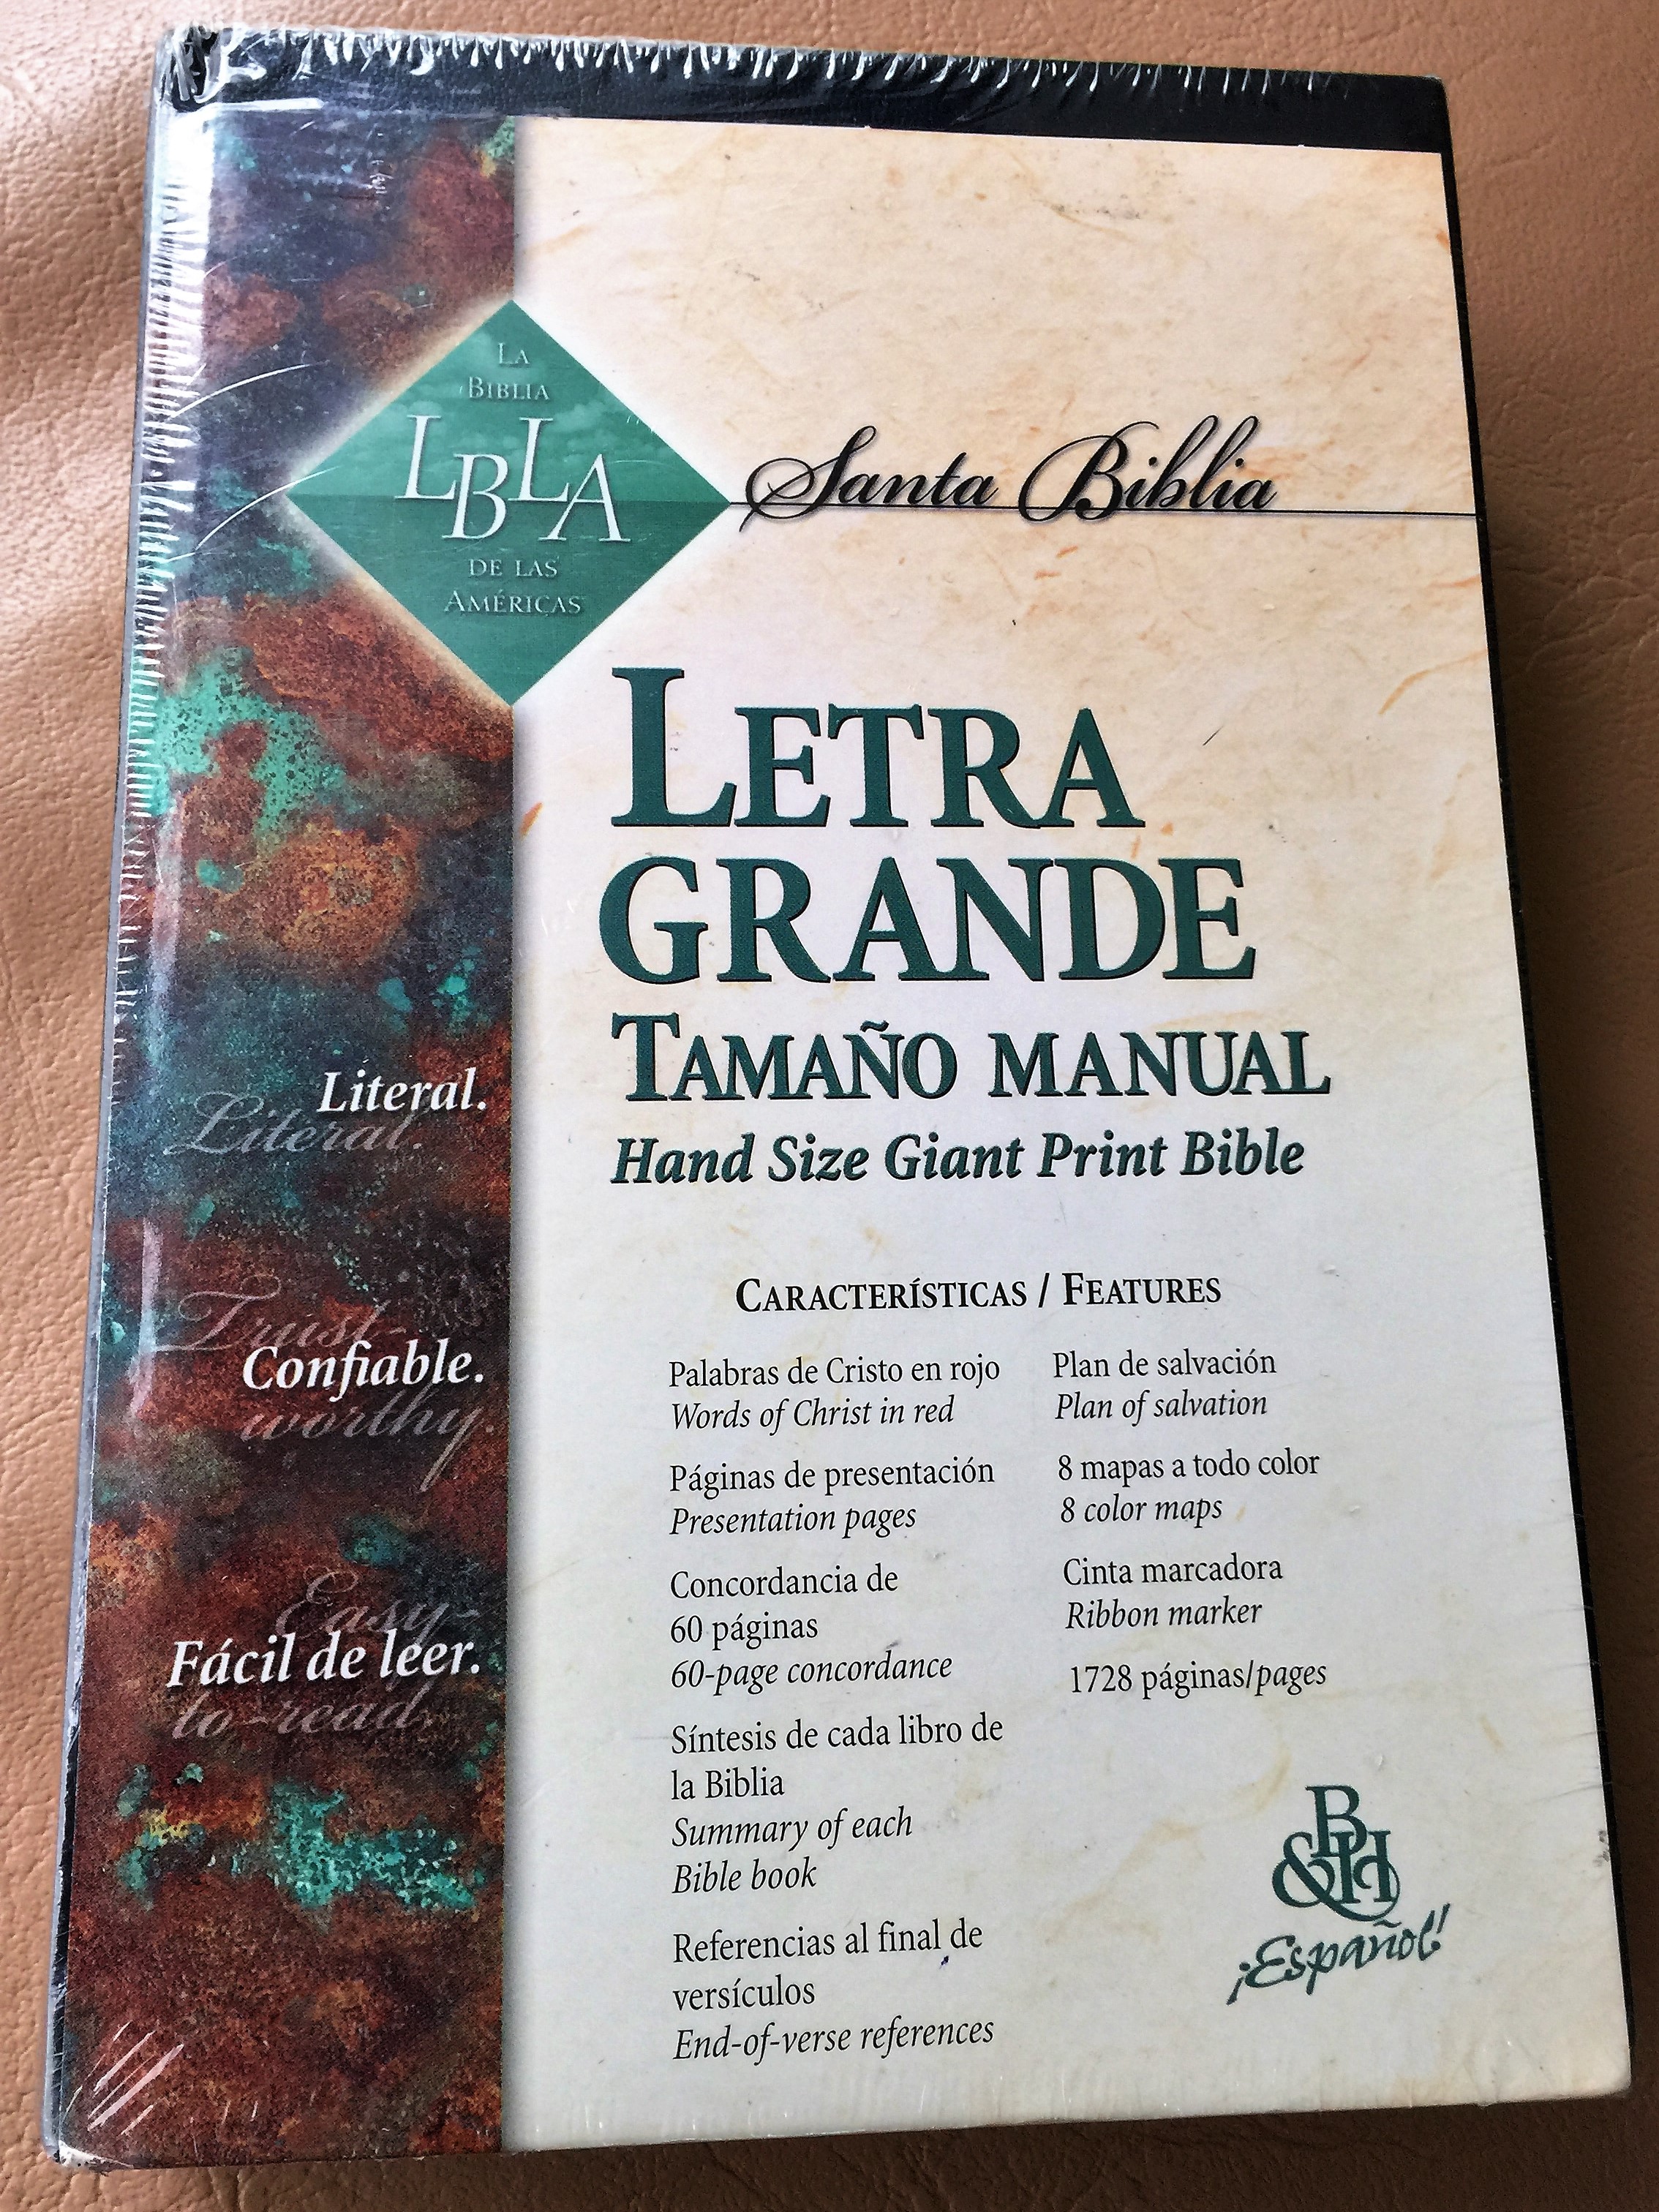 La
Biblia
LBLA
de las
Américas
Santa Biblia
Letra
grande
Tamaño manual
Hand Size Giant Print Bible
Literal.
Literal.
Trust-
Confiable.
worthy.
Easy-
Fácil de leer.
to-read.
Características / Features
Palabras de Cristo en rojo
Words of Christ in red
Páginas de presentación
Presentation pages
Concordancia de
60 páginas
60-page concordance
Síntesis de cada libro de
la Biblia
Summary of each
Bible book
Referencias al final de
versículos
End-of-verse references
Plan de salvación
Plan of salvation
8 mapas a todo color
8 color maps
Cinta marcadora
Ribbon marker
1728 páginas/pages
B&H
¡Español!